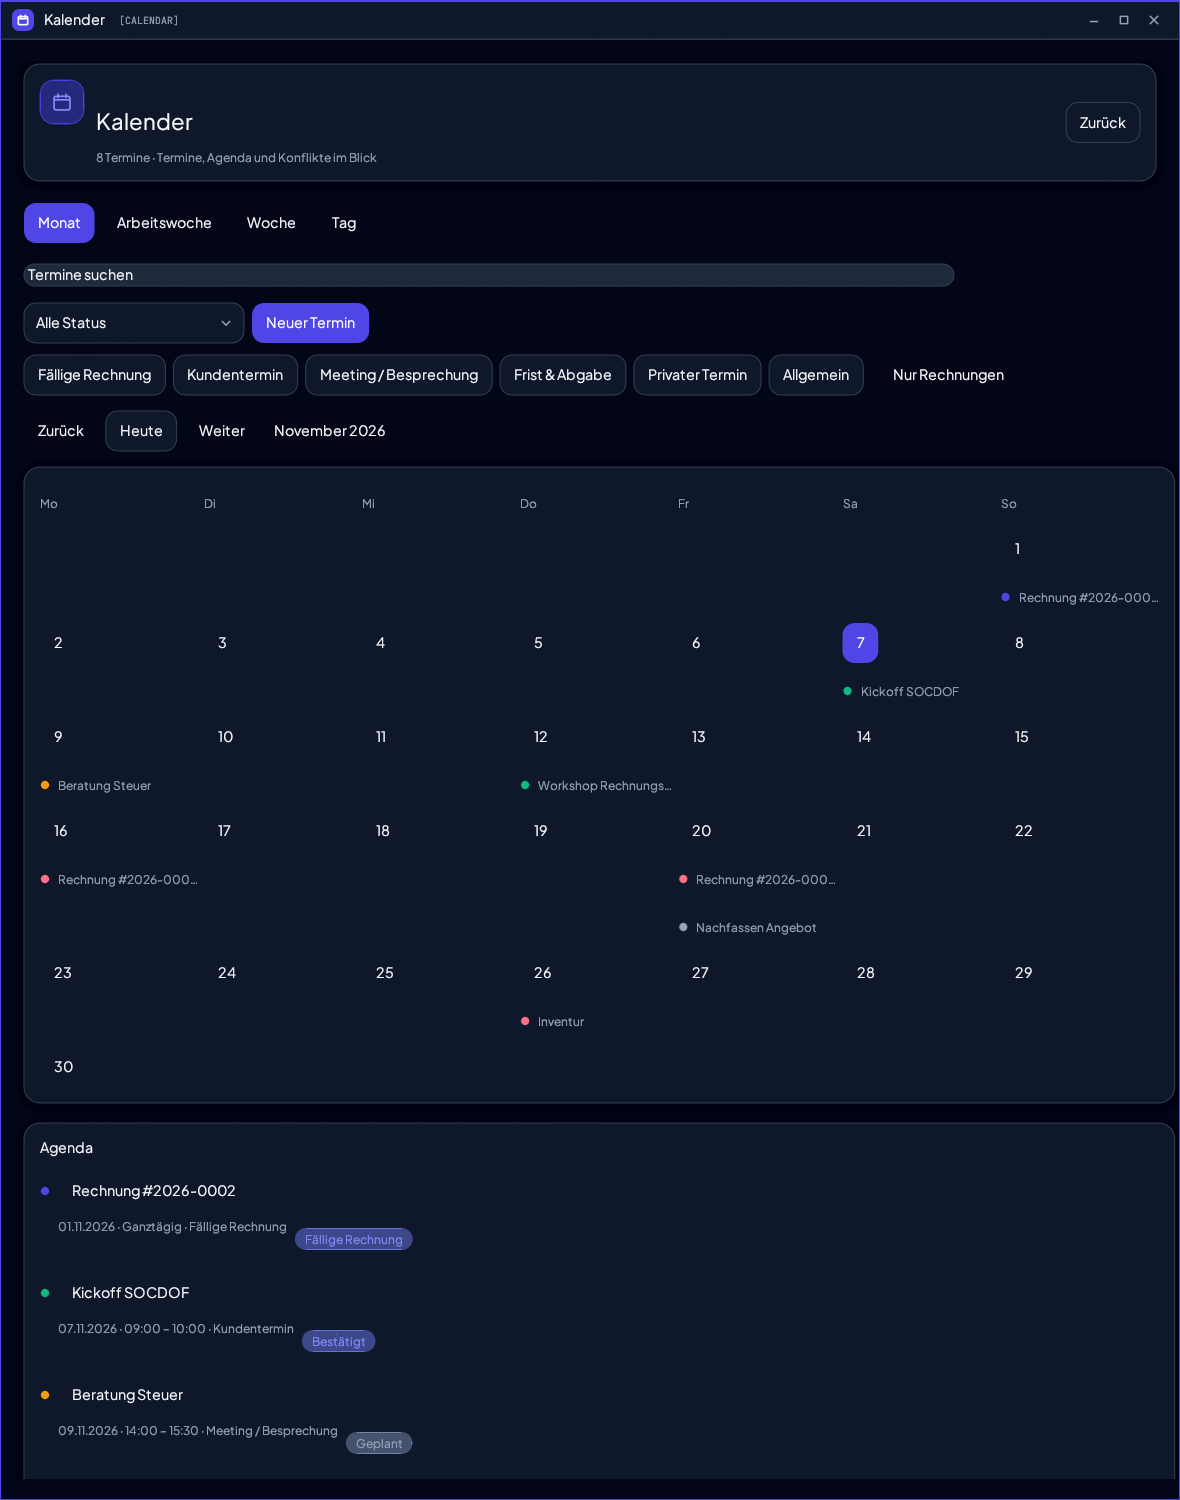 Kalender [CALENDAR]
Kalender
Zurück
8 Termine · Termine, Agenda und Konflikte im Blick
Monat Arbeitswoche Woche Tag
Termine suchen
Alle Status Neuer Termin
Fällige Rechnung Kundentermin Meeting / Besprechung Frist & Abgabe Privater Termin Allgemein Nur Rechnungen
Zurück Heute Weiter November 2026
Mo Di Mi Do Fr Sa So
1
Rechnung #2026-000...
2 3 4 5 6 7 8
Kickoff SOCDOF
9 10 11 12 13 14 15
Beratung Steuer Workshop Rechnungs...
16 17 18 19 20 21 22
Rechnung #2026-000... Rechnung #2026-000...
Nachfassen Angebot
23 24 25 26 27 28 29
Inventur
30
Agenda
Rechnung #2026-0002
01.11.2026 · Ganztägig · Fällige Rechnung Fällige Rechnung
Kickoff SOCDOF
07.11.2026 · 09:00 – 10:00 · Kundentermin Bestätigt
Beratung Steuer
09.11.2026 · 14:00 – 15:30 · Meeting / Besprechung Geplant